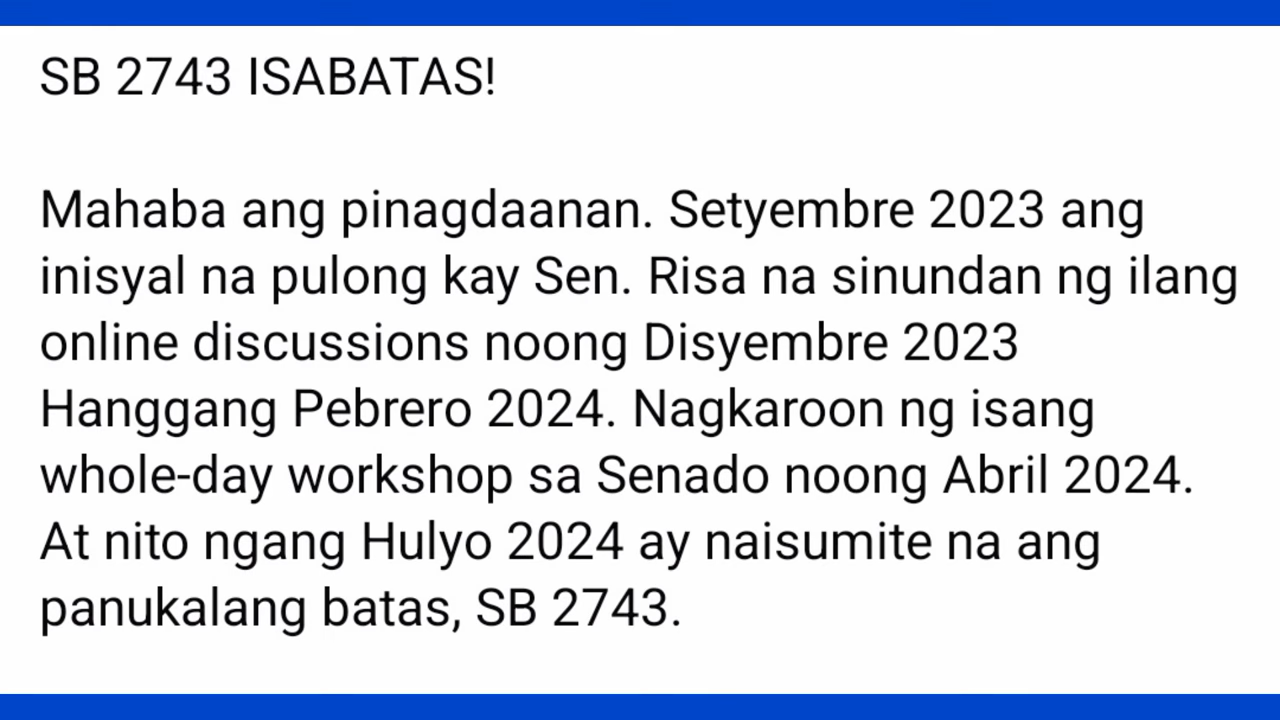 SB 2743 ISABATAS!
Mahaba ang pinagdaanan. Setyembre 2023 ang
inisyal na pulong kay Sen. Risa na sinundan ng ilang
online discussions noong Disyembre 2023
Hanggang Pebrero 2024. Nagkaroon ng isang
whole-day workshop sa Senado noong Abril 2024.
At nito ngang Hulyo 2024 ay naisumite na ang
panukalang batas, SB 2743.